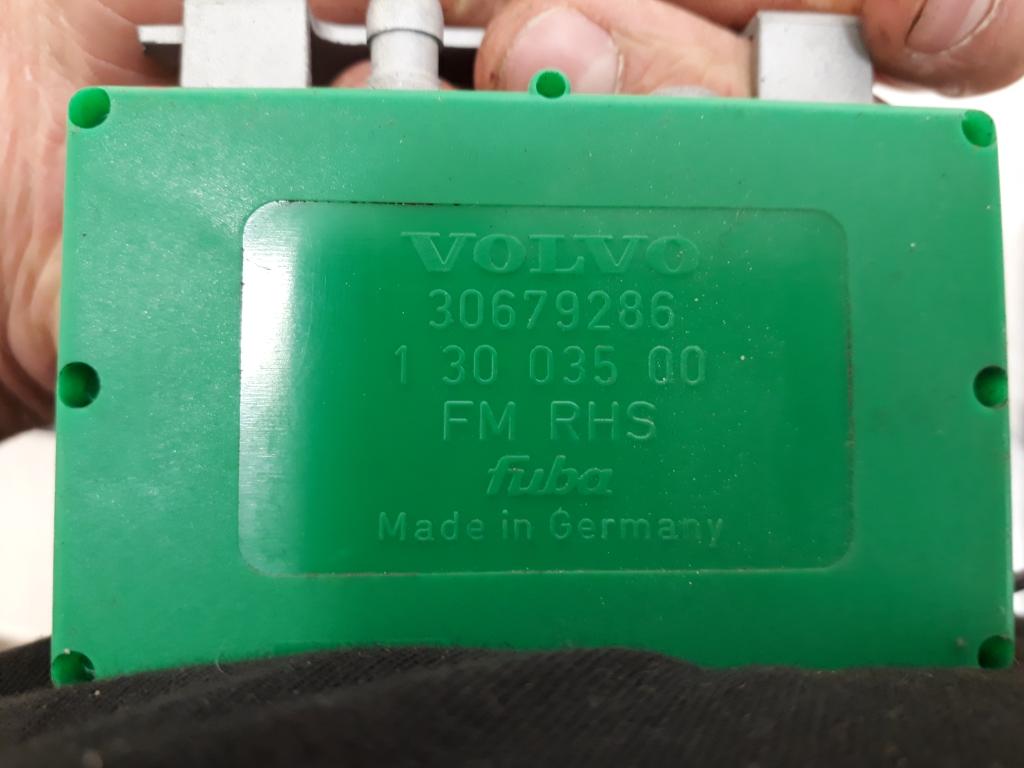 VOLVO
30679286
1 30 035 00
FM RHS
fuba
Made in Germany